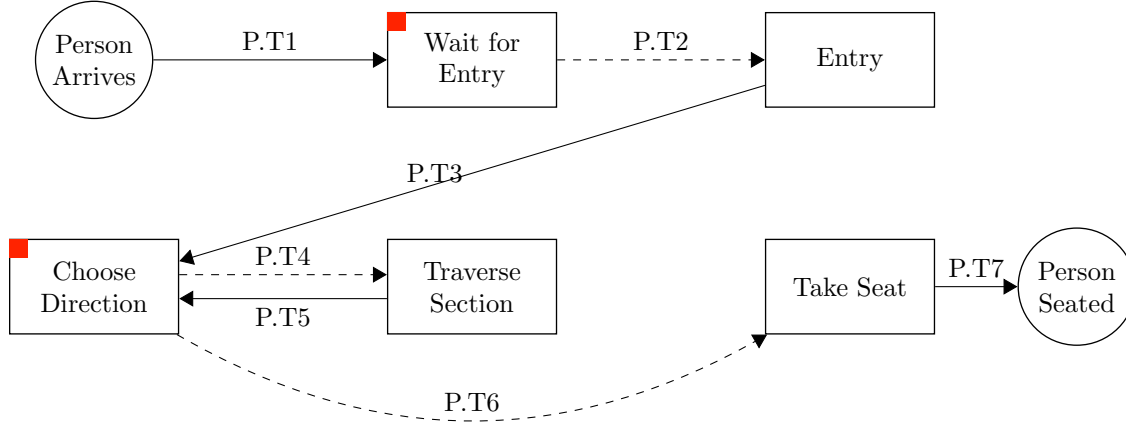 Person
Arrives
P.T1
Wait for
Entry
P.T2
Entry
P.T3
Choose
Direction
P.T4
P.T5
Traverse
Section
Take Seat
P.T7
Person
Seated
P.T6